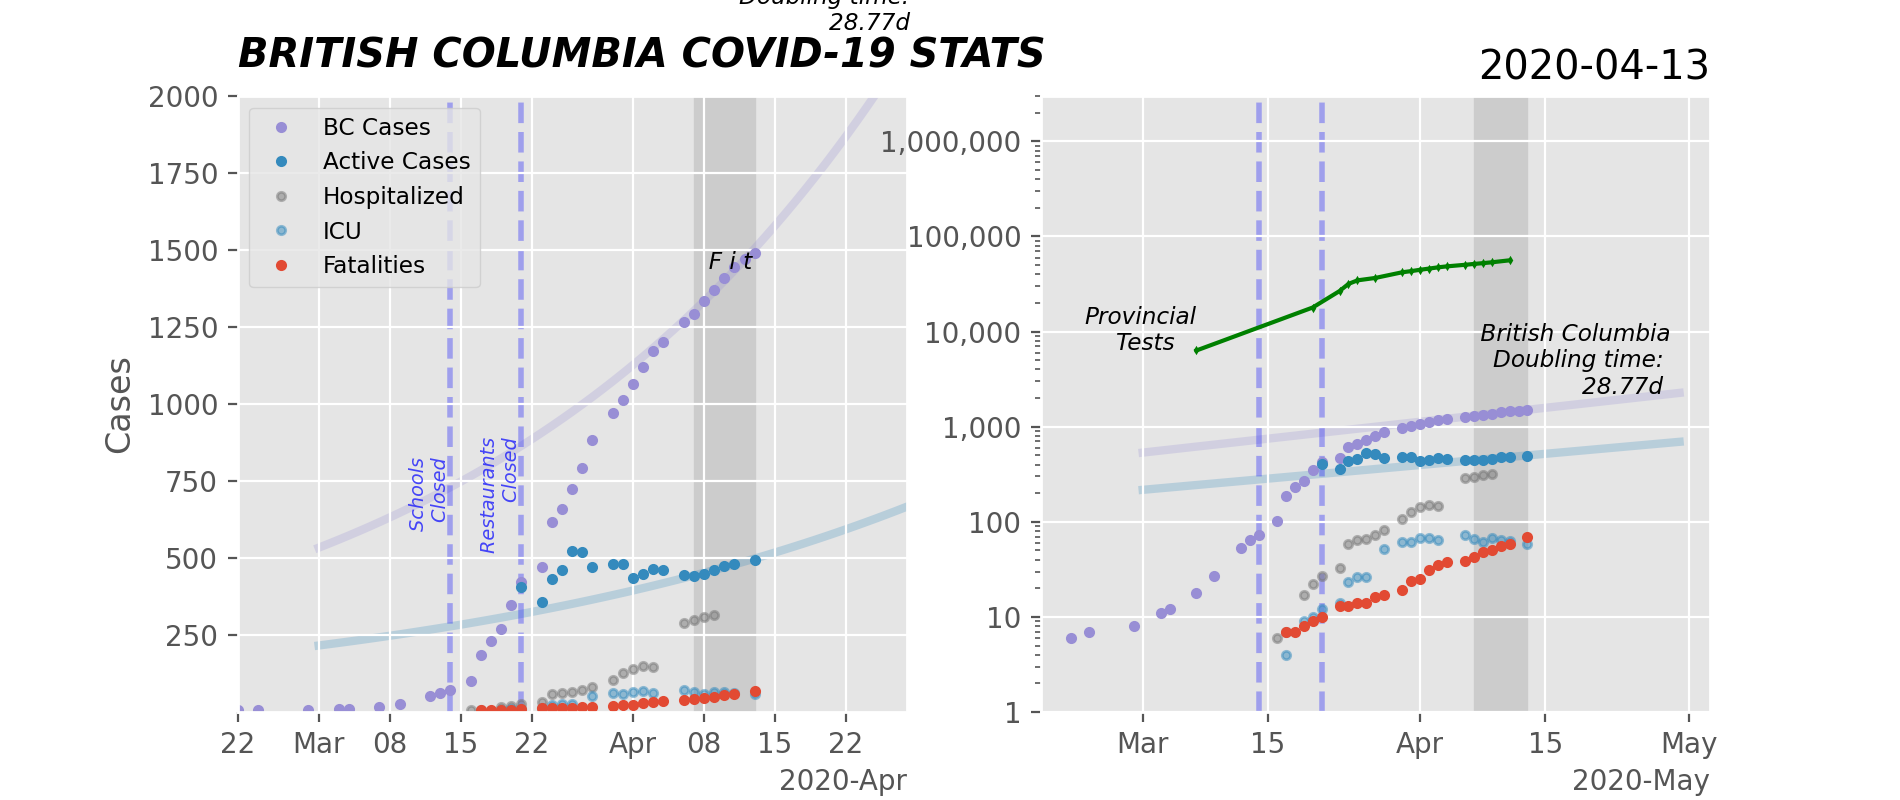 Doubling time:
28.77d
BRITISH COLUMBIA COVID-19 STATS
2020-04-13
Cases
2000
1750
1500
1250
1000
750
500
250
BC Cases
Active Cases
Hospitalized
ICU
Fatalities
Fit
Schools
Closed
Restaurants
Closed
22
Mar
08
15
22
Apr
08
15
22
2020-Apr
1,000,000
100,000
10,000
1,000
100
10
1
Provincial
Tests
British Columbia
Doubling time:
28.77d
Mar
15
Apr
15
May
2020-May